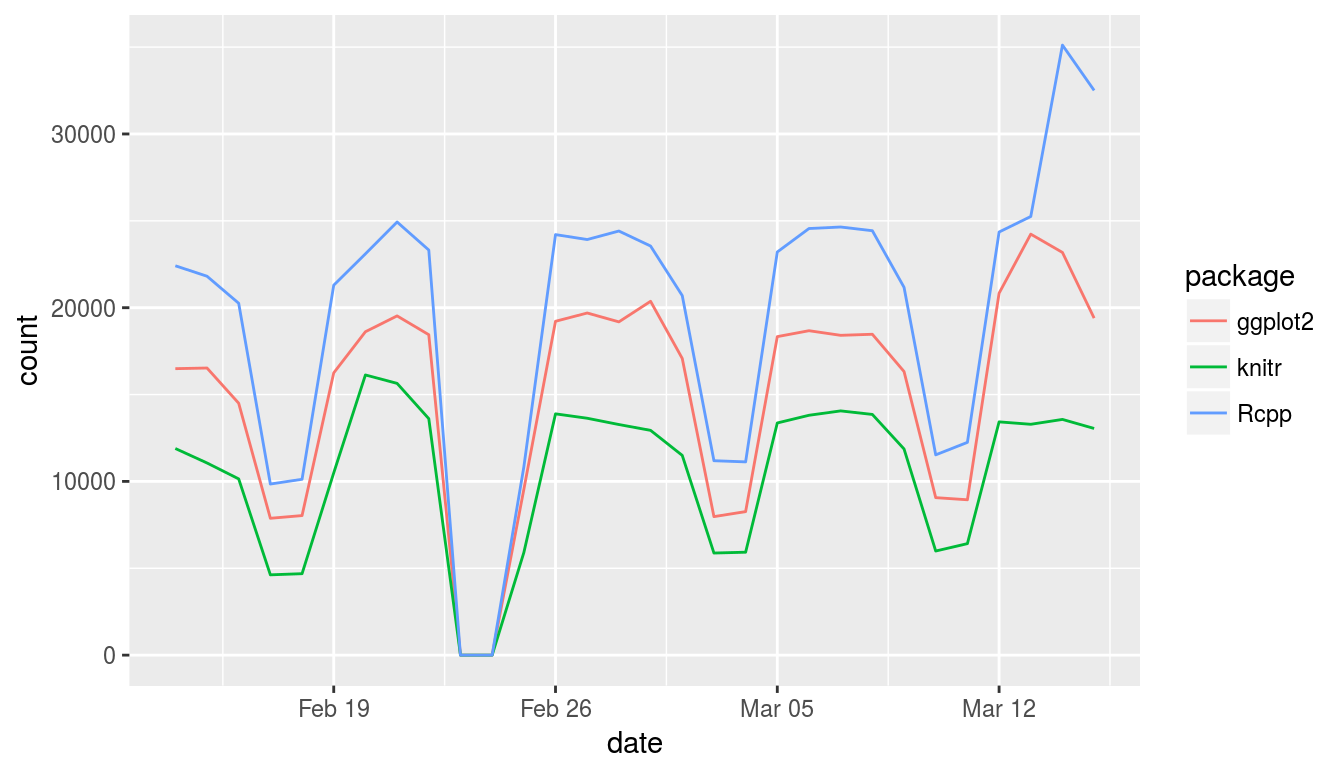 count
30000
20000
10000
0
Feb 19
Feb 26
Mar 05
Mar 12
date
package
ggplot2
knitr
Rcpp